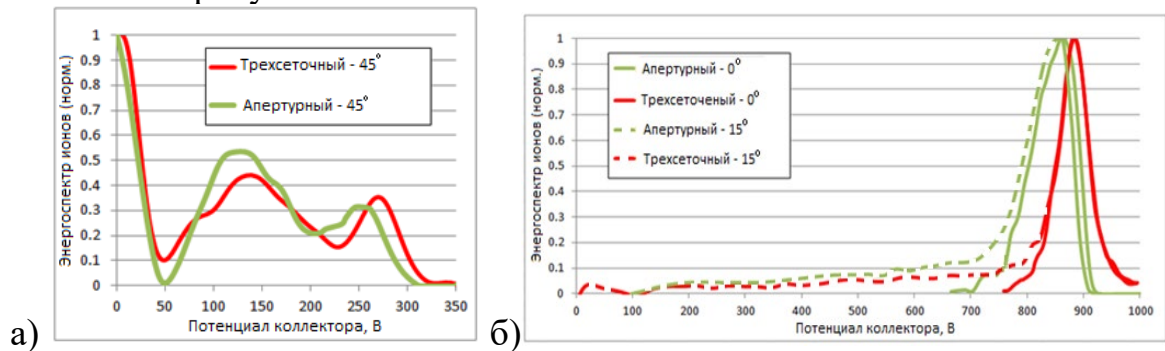 а)
Энергоспектр ионов (норм.)
1
0.9
0.8
0.7
0.6
0.5
0.4
0.3
0.2
0.1
0
Трехсеточный - 45°
Апертурный - 45°
0 50 100 150 200 250 300 350
Потенциал коллектора, В
б)
Энергоспектр ионов (норм.)
1
0.9
0.8
0.7
0.6
0.5
0.4
0.3
0.2
0.1
0
Апертурный - 0°
Трехсеточеный - 0°
Апертурный - 15°
Трехсеточный - 15°
0 100 200 300 400 500 600 700 800 900 1000
Потенциал коллектора, В